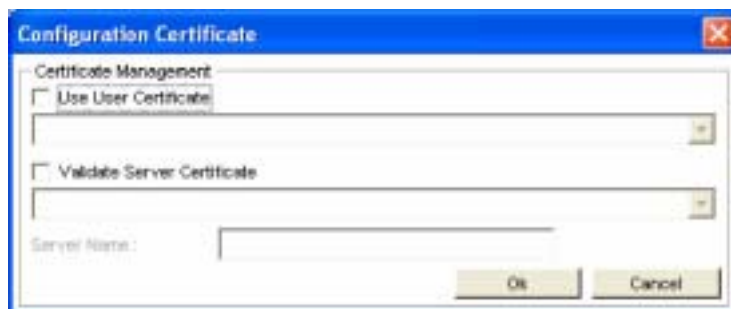 Configuration Certificate
Certificate Management
Use User Certificate
Validate Server Certificate
Server Name :
Ok Cancel